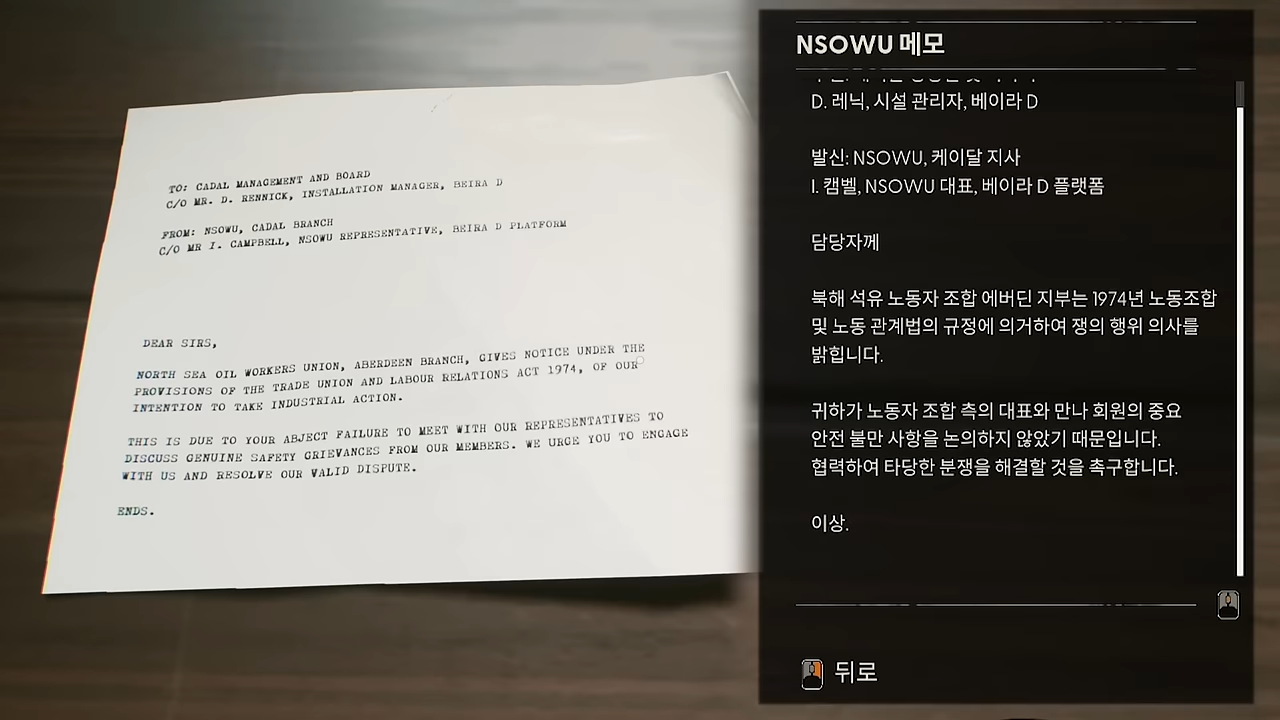 TO: CADAL MANAGEMENT AND BOARD
C/O MR. D. RENNICK, INSTALLATION MANAGER, BEIRA D
FROM: NSOWU, CADAL BRANCH
C/O MR I. CAMPBELL, NSOWU REPRESENTATIVE, BEIRA D PLATFORM
DEAR SIRS,
NORTH SEA OIL WORKERS UNION, ABERDEEN BRANCH, GIVES NOTICE UNDER THE
PROVISIONS OF THE TRADE UNION AND LABOUR RELATIONS ACT 1974, OF OUR
INTENTION TO TAKE INDUSTRIAL ACTION.
THIS IS DUE TO YOUR ABJECT FAILURE TO MEET WITH OUR REPRESENTATIVES TO
DISCUSS GENUINE SAFETY GRIEVANCES FROM OUR MEMBERS. WE URGE YOU TO ENGAGE
WITH US AND RESOLVE OUR VALID DISPUTE.
ENDS.
NSOWU 메모
D. 레닉, 시설 관리자, 베이라 D
발신: NSOWU, 케이달 지사
I. 캠벨, NSOWU 대표, 베이라 D 플랫폼
담당자께
북해 석유 노동자 조합 에버딘 지부는 1974년 노동조합
및 노동 관계법의 규정에 의거하여 쟁의 행위 의사를
밝힙니다.
귀하가 노동자 조합 측의 대표와 만나 회원의 중요
안전 불만 사항을 논의하지 않았기 때문입니다.
협력하여 타당한 분쟁을 해결할 것을 촉구합니다.
이상.
뒤로